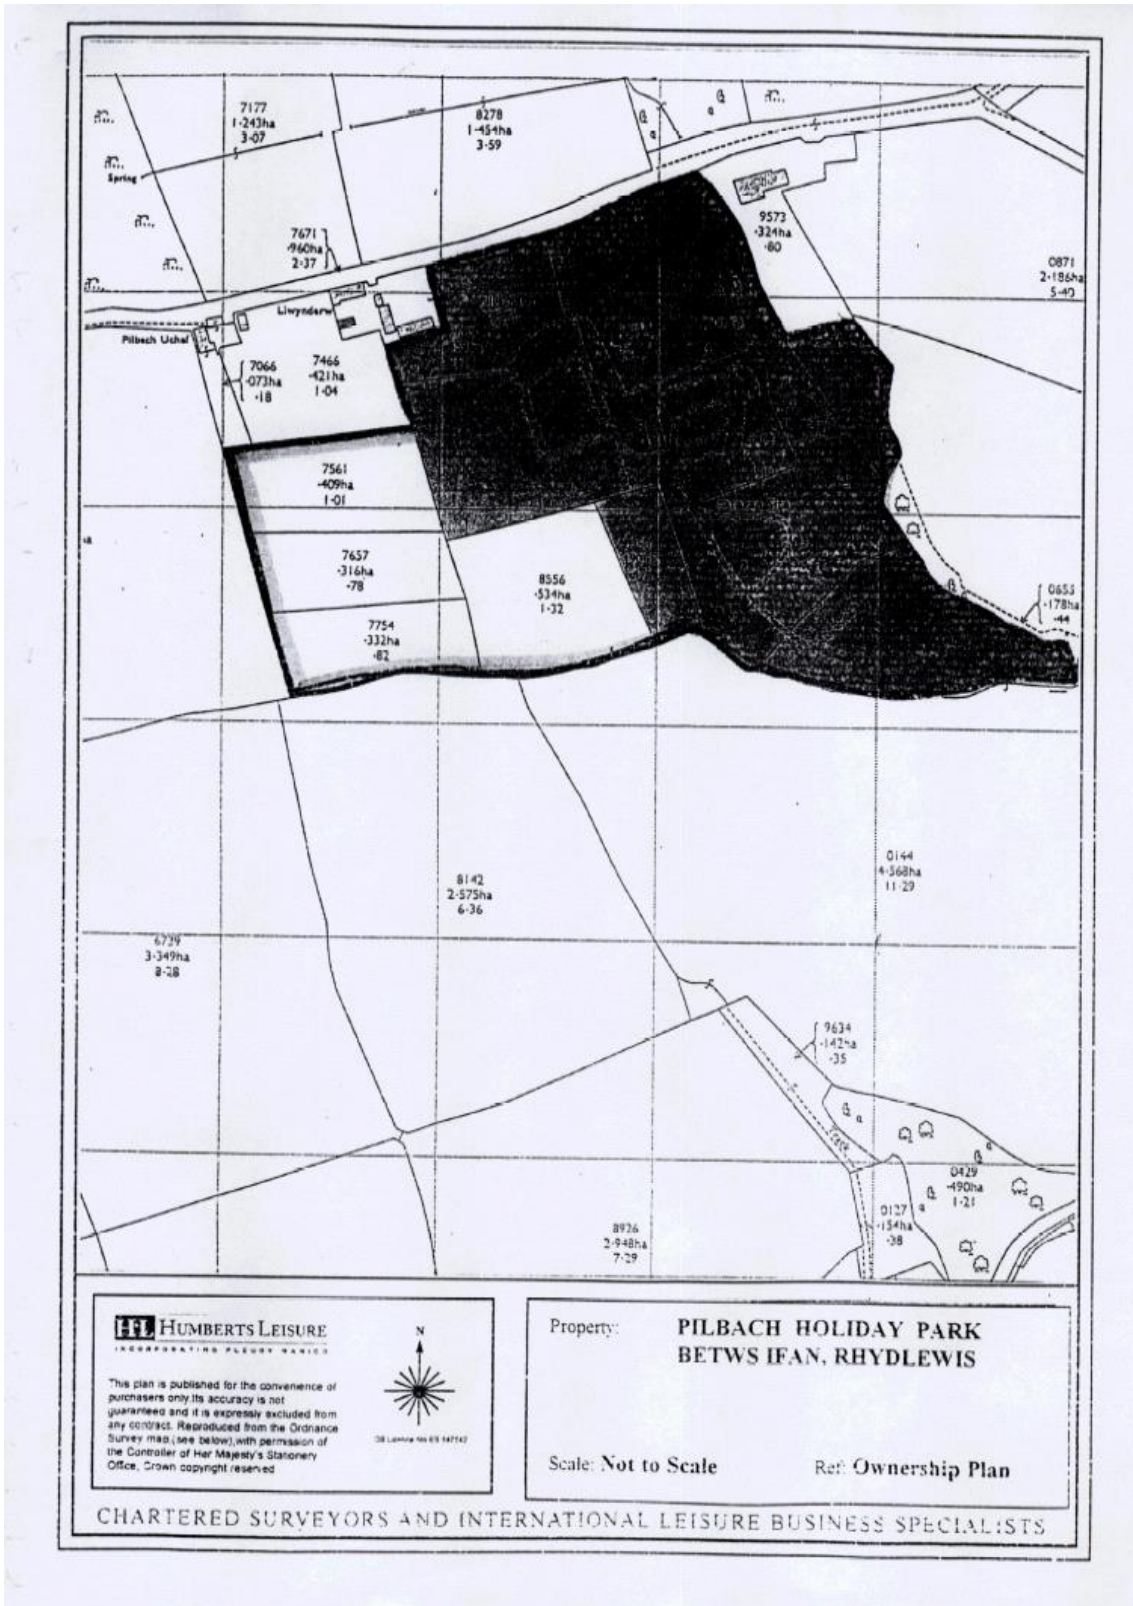 7177
1·243ha
3·07
8278
1·454ha
3·59
Spring
7671
·960ha
2·37
9573
·324ha
·80
0871
2·186ha
5·40
Llwynderw
Pilbach Uchaf
7066
·073ha
·18
7466
·421ha
1·04
7561
·409ha
1·01
7657
·316ha
·78
8556
·534ha
1·32
0655
·178ha
·44
7754
·332ha
·82
8142
2·575ha
6·36
0144
4·568ha
11·29
6739
3·349ha
8·28
9634
·142ha
·35
Track
0429
·490ha
1·21
0127
·154ha
·38
8926
2·948ha
7·29
HL HUMBERTS LEISURE
INCORPORATING FLEURY MANICO
N
This plan is published for the convenience of
purchasers only.Its accuracy is not
guaranteed and it is expressly excluded from
any contract. Reproduced from the Ordnance
Survey map,(see below),with permission of
the Controller of Her Majesty's Stationery
Office, Crown copyright reserved
Property: PILBACH HOLIDAY PARK
BETWS IFAN, RHYDLEWIS
Scale: Not to Scale
Ref: Ownership Plan
CHARTERED SURVEYORS AND INTERNATIONAL LEISURE BUSINESS SPECIALISTS